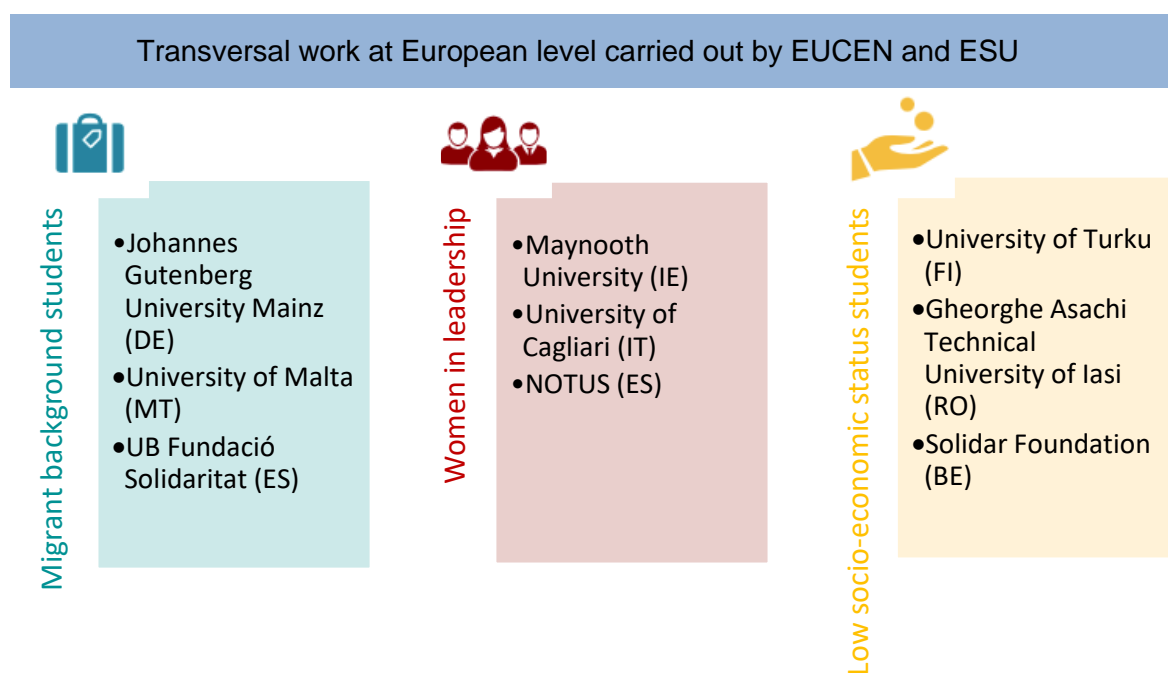 Transversal work at European level carried out by EUCEN and ESU
Migrant background students
•Johannes
Gutenberg
University Mainz
(DE)
•University of Malta
(MT)
•UB Fundació
Solidaritat (ES)
Women in leadership
•Maynooth
University (IE)
•University of
Cagliari (IT)
•NOTUS (ES)
Low socio-economic status students
•University of Turku
(FI)
•Gheorghe Asachi
Technical
University of Iasi
(RO)
•Solidar Foundation
(BE)